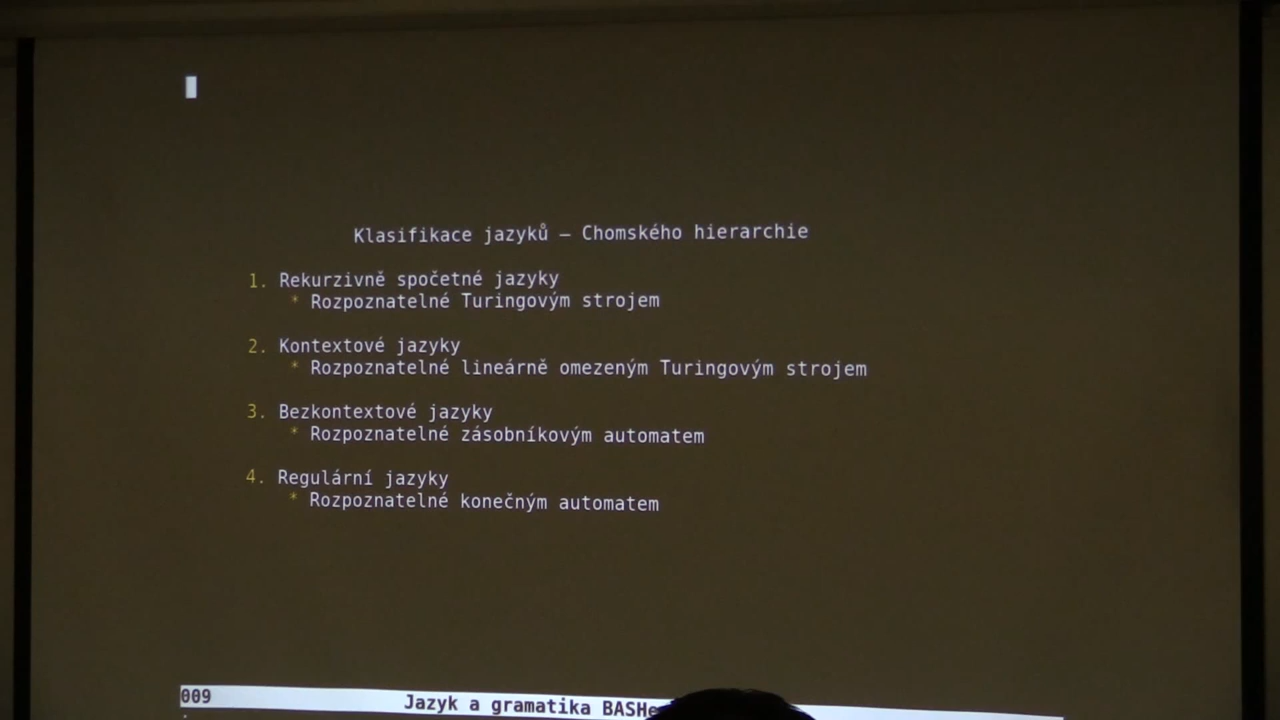 Klasifikace jazyků – Chomského hierarchie
1. Rekurzivně spočetné jazyky
* Rozpoznatelné Turingovým strojem
2. Kontextové jazyky
* Rozpoznatelné lineárně omezeným Turingovým strojem
3. Bezkontextové jazyky
* Rozpoznatelné zásobníkovým automatem
4. Regulární jazyky
* Rozpoznatelné konečným automatem
009 Jazyk a gramatika